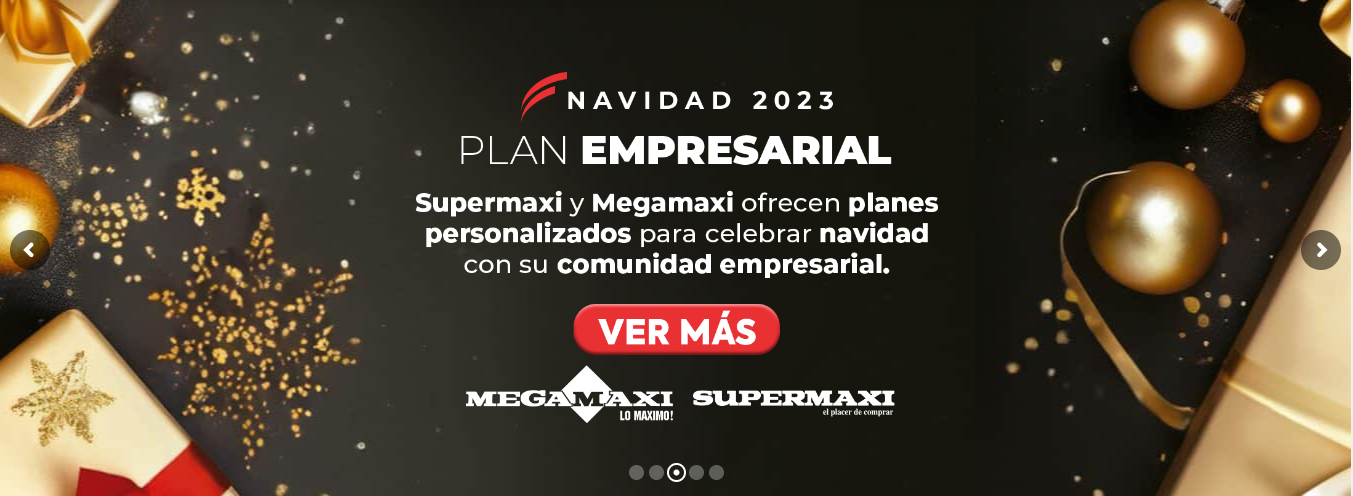 NAVIDAD 2023
PLAN EMPRESARIAL
Supermaxi y Megamaxi ofrecen planes
personalizados para celebrar navidad
con su comunidad empresarial.
VER MÁS
MEGAMAXI
LO MAXIMO!
SUPERMAXI
el placer de comprar